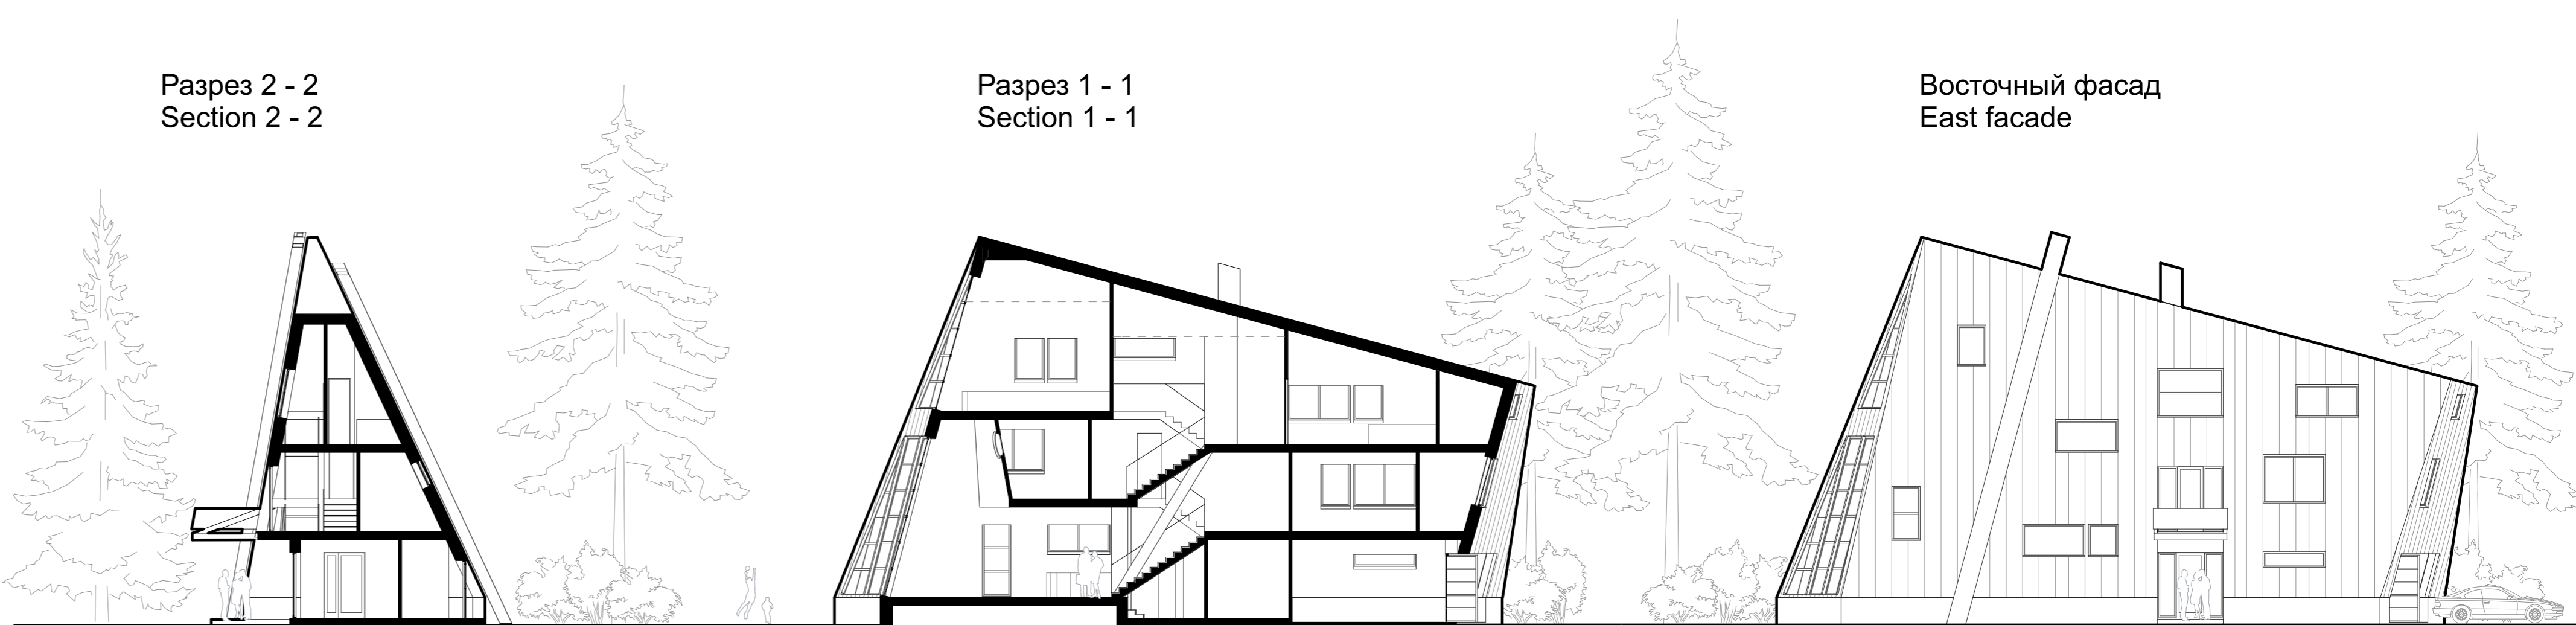 Разрез 2 - 2
Section 2 - 2
Разрез 1 - 1
Section 1 - 1
Восточный фасад
East facade